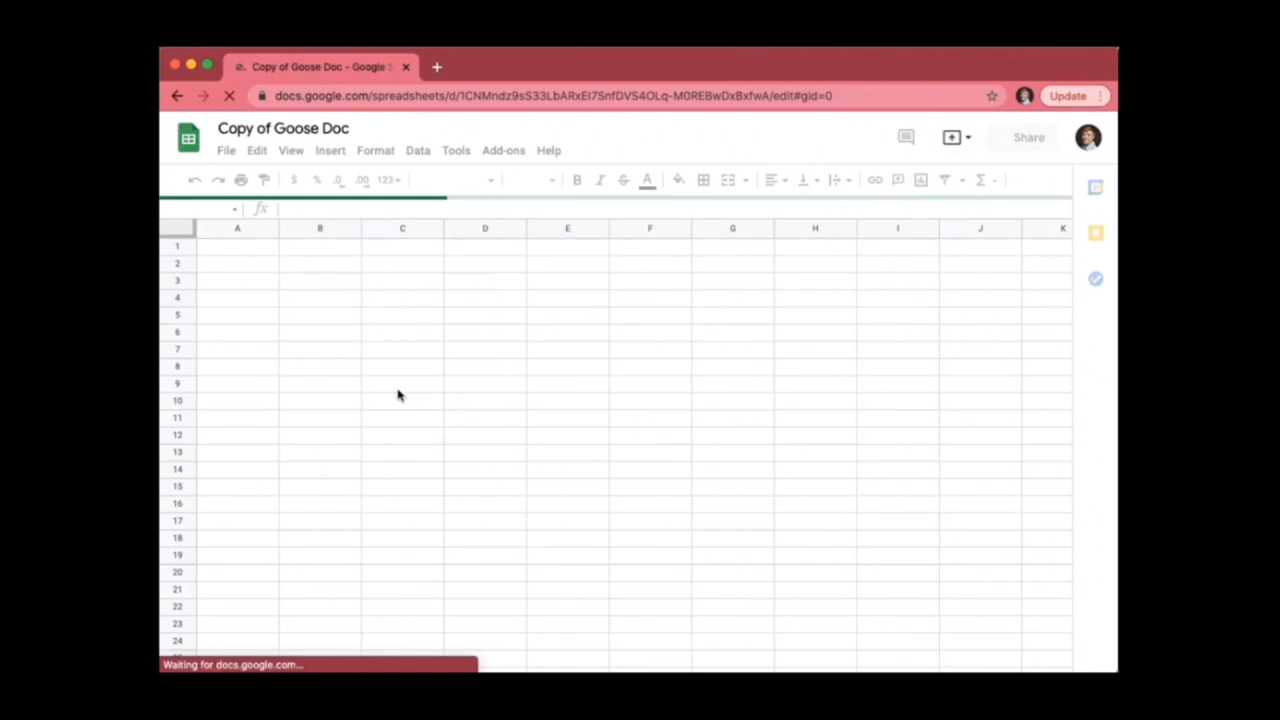 Copy of Goose Doc - Google S
docs.google.com/spreadsheets/d/1CNMndz9sS33LbARxEI7SnfDVS4OLq-M0REBwDxBxfwA/edit#gid=0
Update
Copy of Goose Doc
Share
File Edit View Insert Format Data Tools Add-ons Help
$ % .0 .00 123 B I S A Σ
fx
A B C D E F G H I J K
1
2
3
4
5
6
7
8
9
10
11
12
13
14
15
16
17
18
19
20
21
22
23
24
Waiting for docs.google.com...